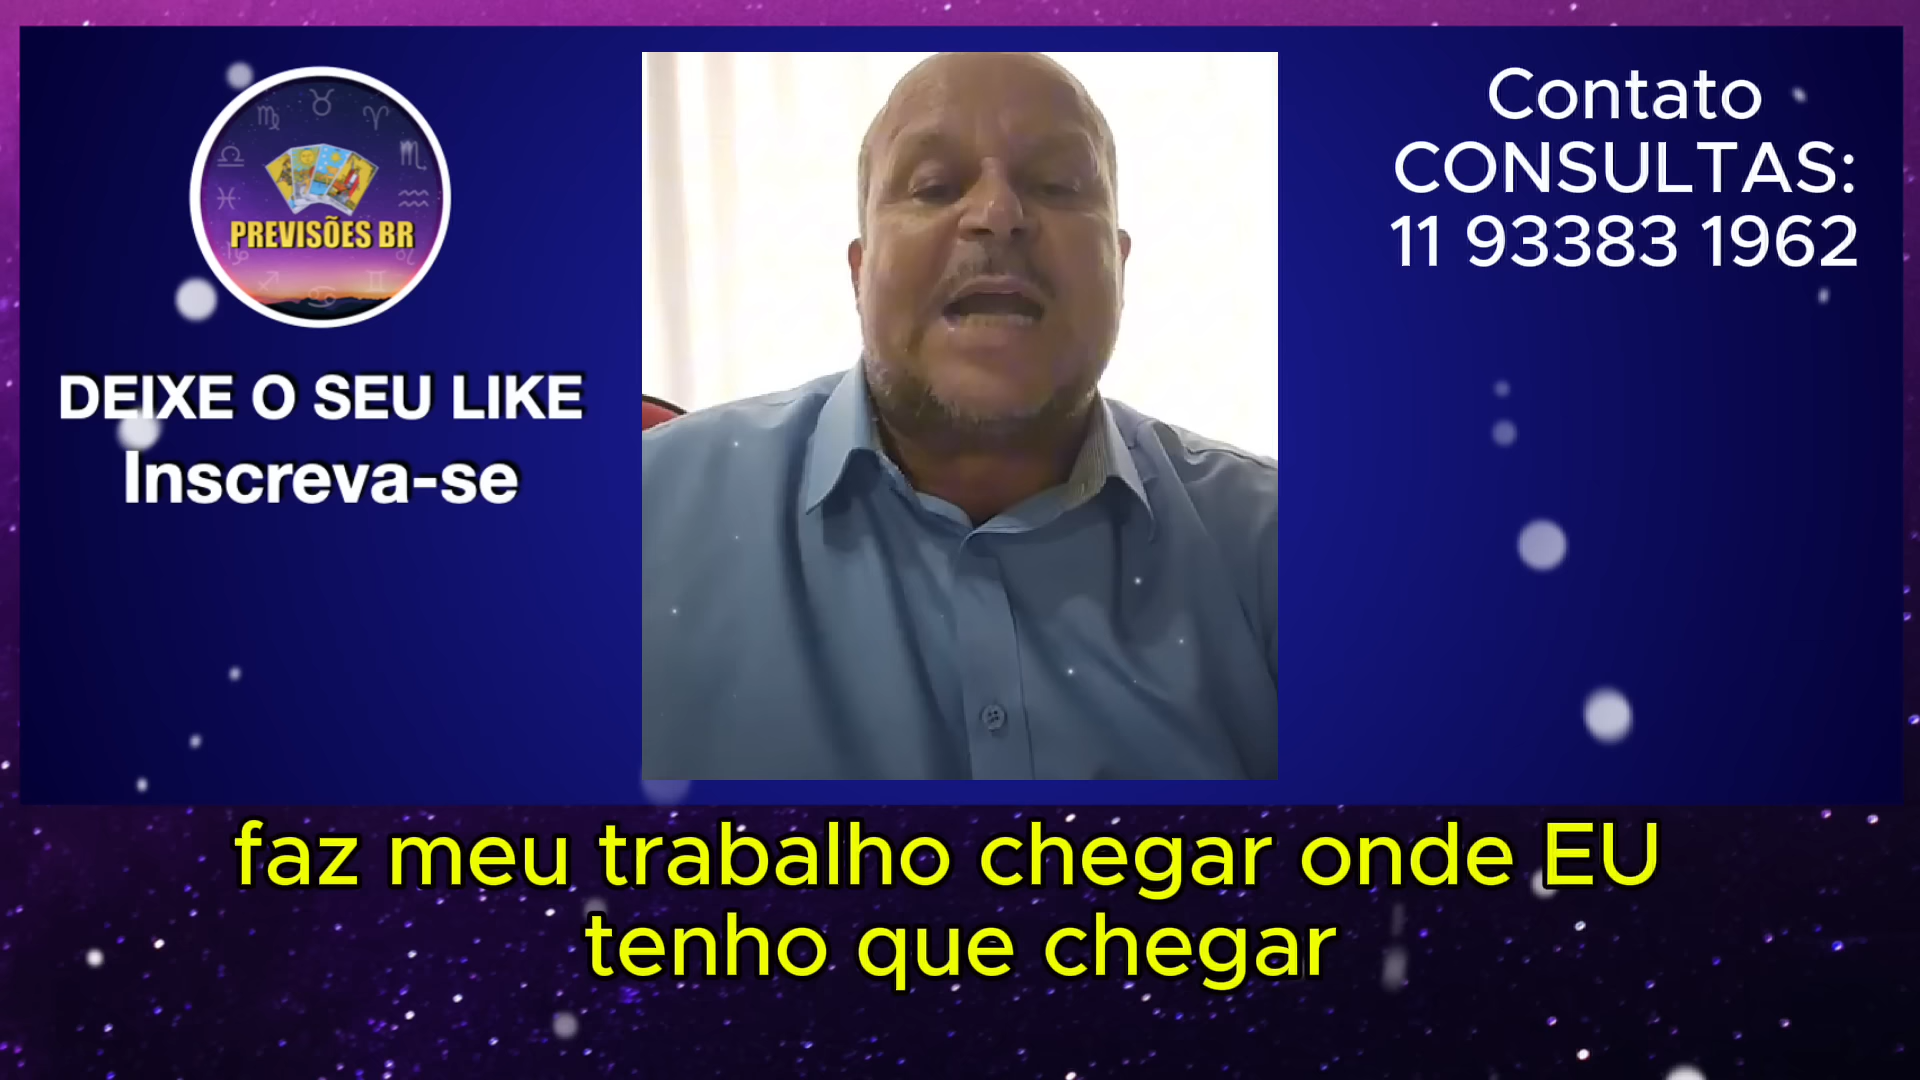 PREVISÕES BR
DEIXE O SEU LIKE
Inscreva-se
Contato
CONSULTAS:
11 93383 1962
faz meu trabalho chegar onde EU
tenho que chegar